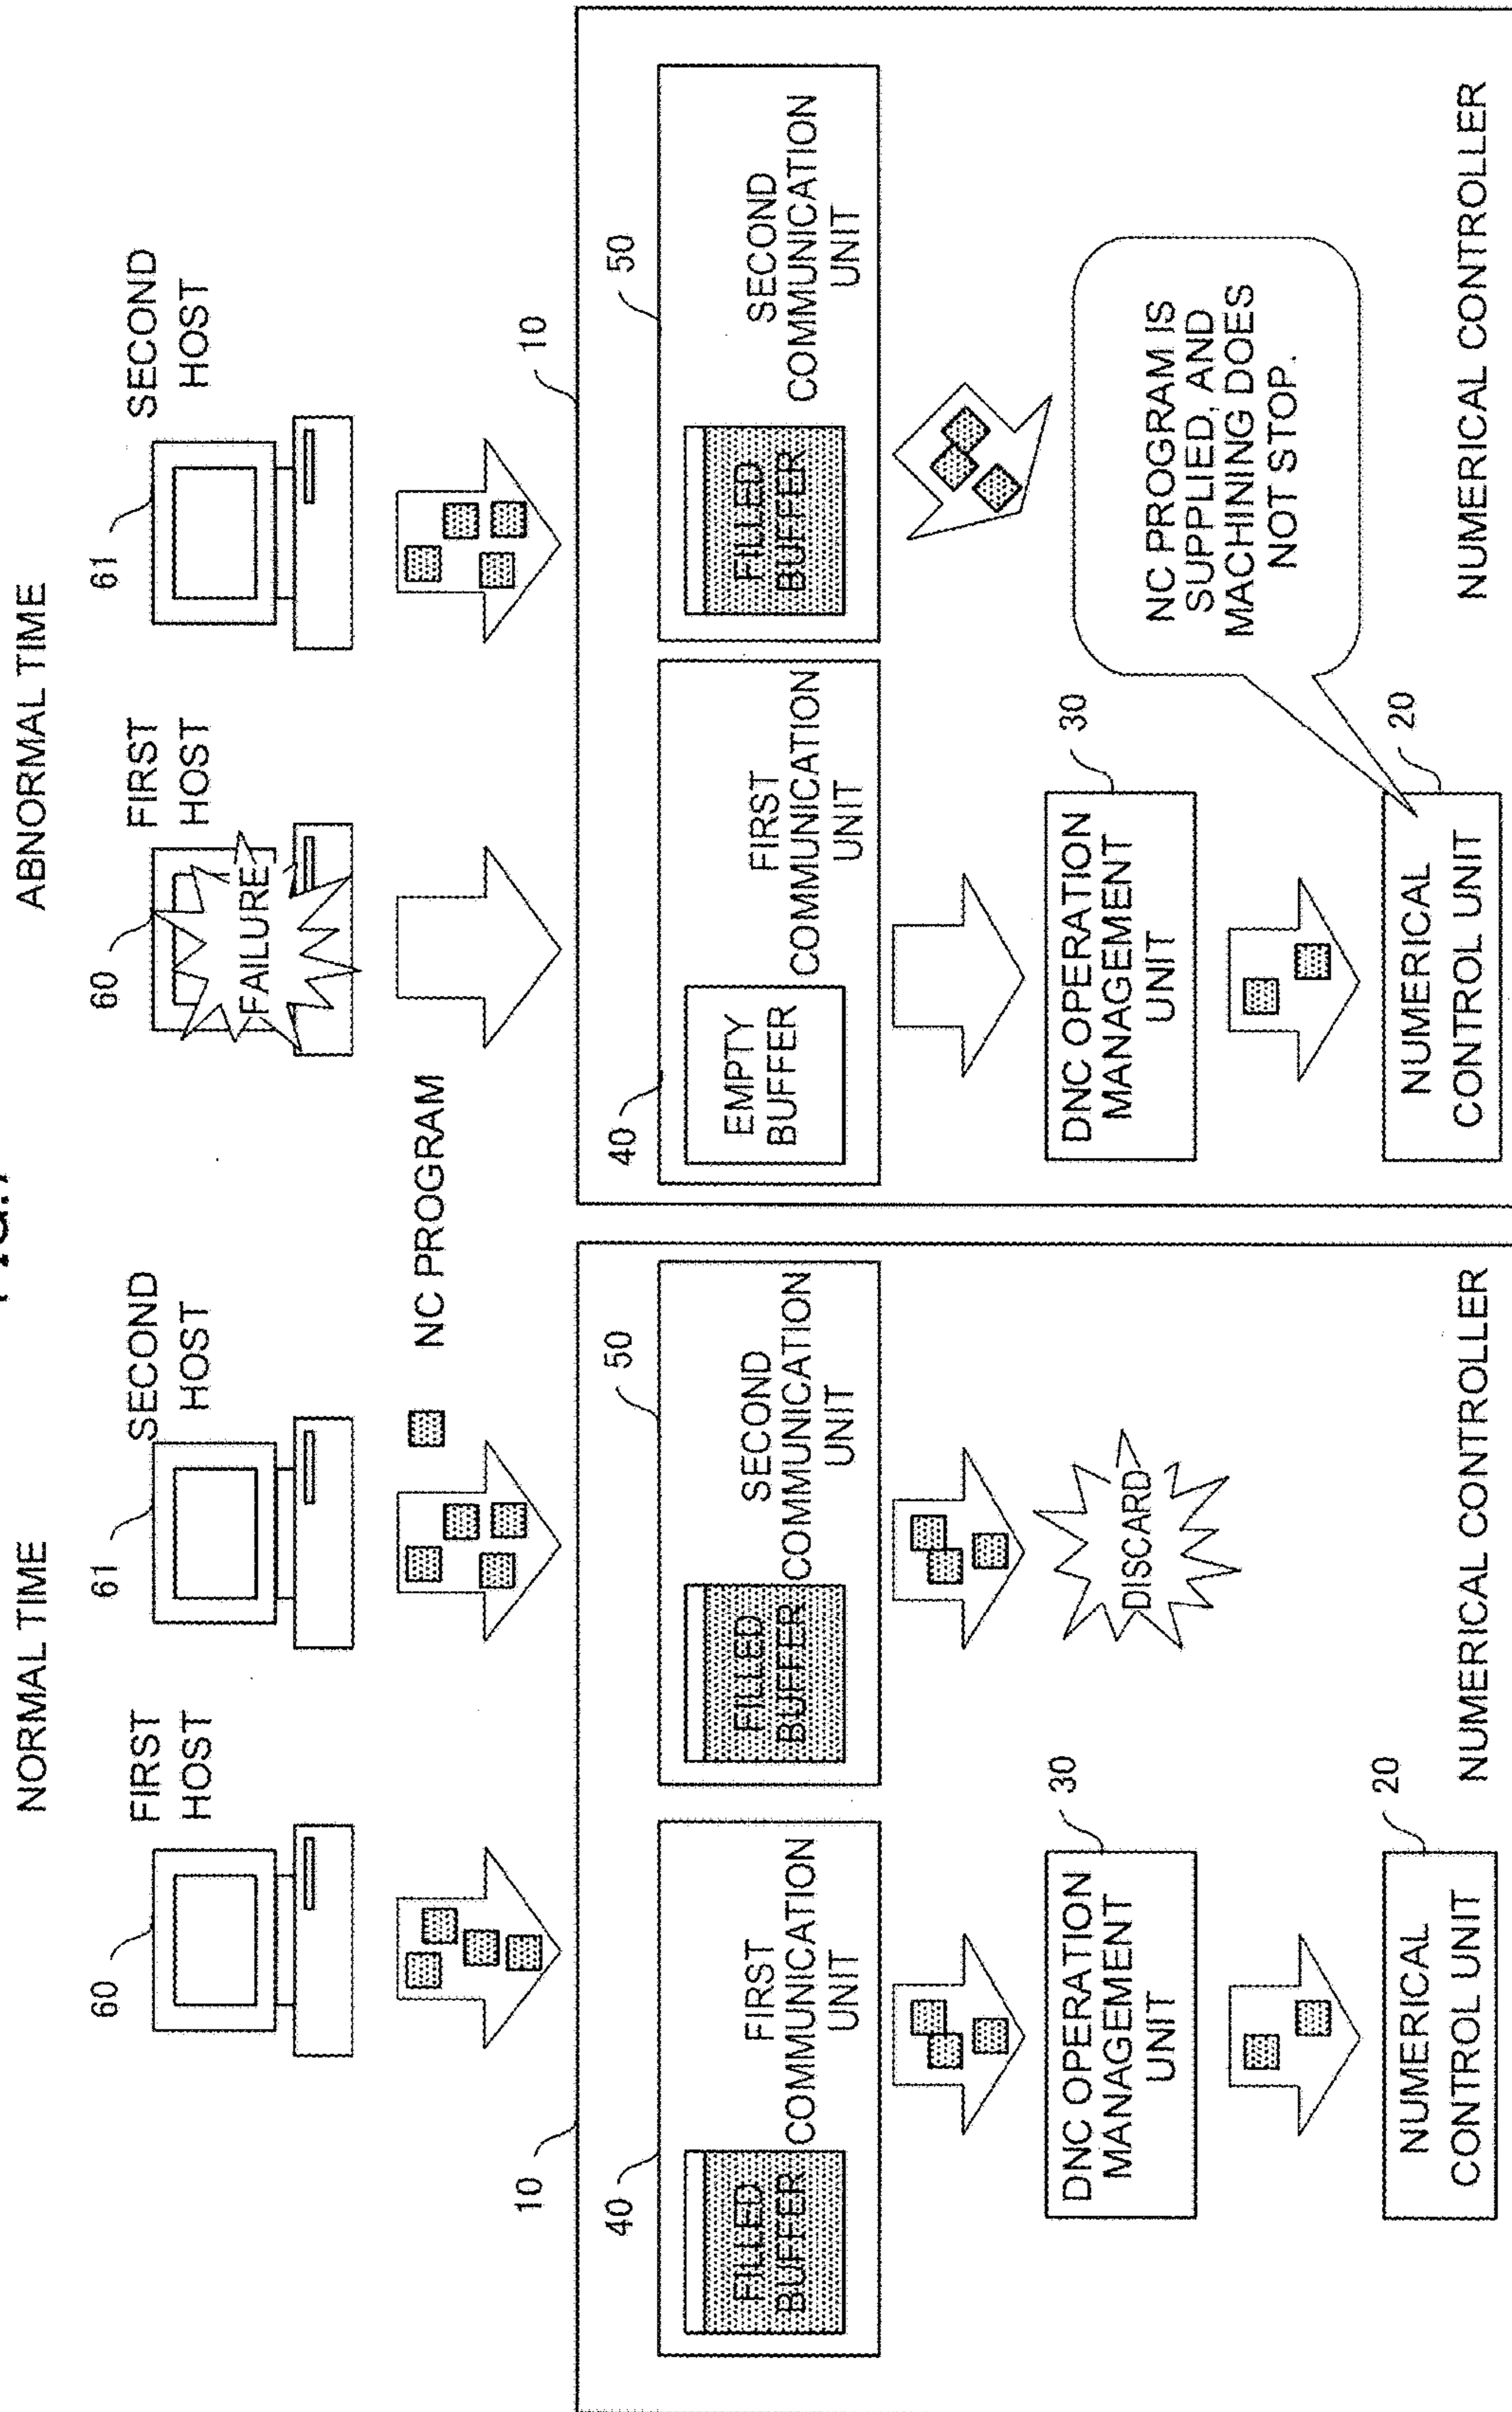 FIG.7
NORMAL TIME
FIRST
HOST
60
SECOND
HOST
61
NC PROGRAM
10
40
FILLED
BUFFER
FIRST
COMMUNICATION
UNIT
50
FILLED
BUFFER
SECOND
COMMUNICATION
UNIT
DISCARD
30
DNC OPERATION
MANAGEMENT
UNIT
20
NUMERICAL
CONTROL UNIT
NUMERICAL CONTROLLER
ABNORMAL TIME
FIRST
HOST
60
FAILURE
SECOND
HOST
61
10
40
EMPTY
BUFFER
FIRST
COMMUNICATION
UNIT
50
FILLED
BUFFER
SECOND
COMMUNICATION
UNIT
30
DNC OPERATION
MANAGEMENT
UNIT
NC PROGRAM IS
SUPPLIED, AND
MACHINING DOES
NOT STOP.
20
NUMERICAL
CONTROL UNIT
NUMERICAL CONTROLLER